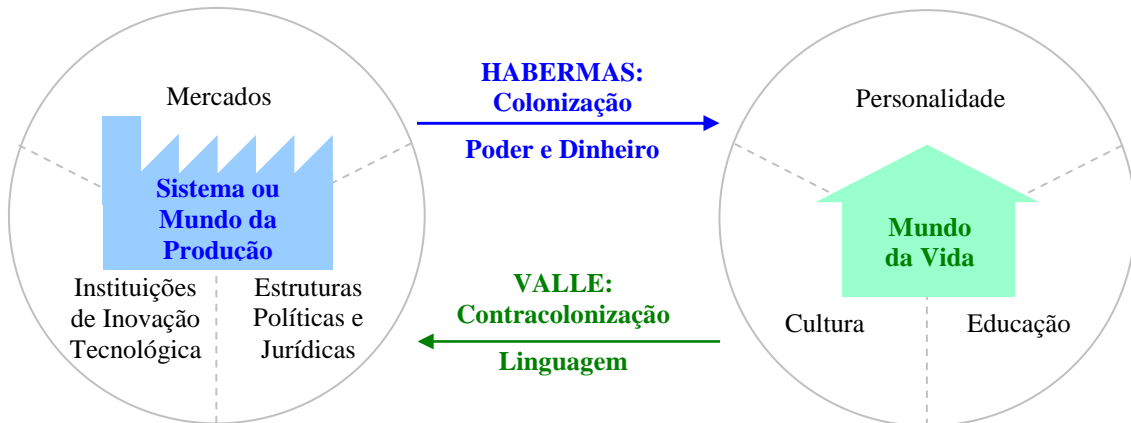 Mercados
Sistema ou
Mundo da
Produção
Instituições
de Inovação
Tecnológica
Estruturas
Políticas e
Jurídicas
HABERMAS:
Colonização
Poder e Dinheiro
VALLE:
Contracolonização
Linguagem
Personalidade
Mundo
da Vida
Cultura
Educação